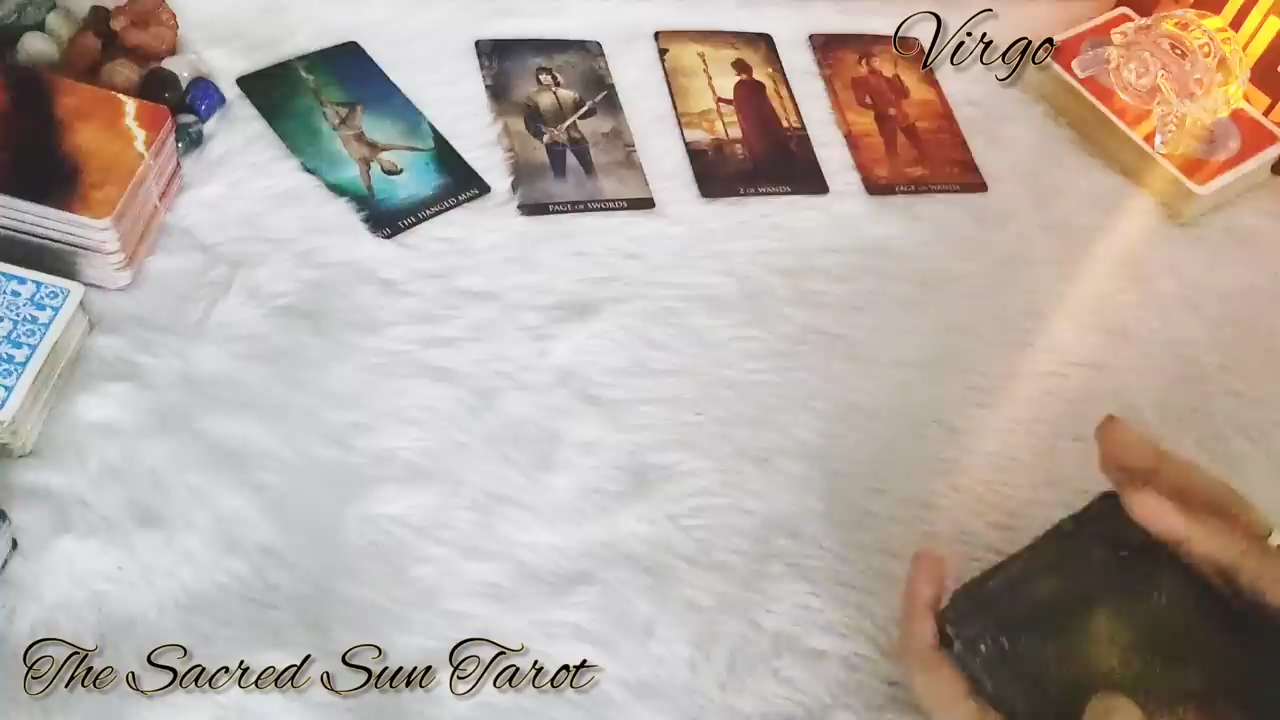 Virgo
XII THE HANGED MAN
PAGE OF SWORDS
2 OF WANDS
PAGE OF WANDS
The Sacred Sun Tarot